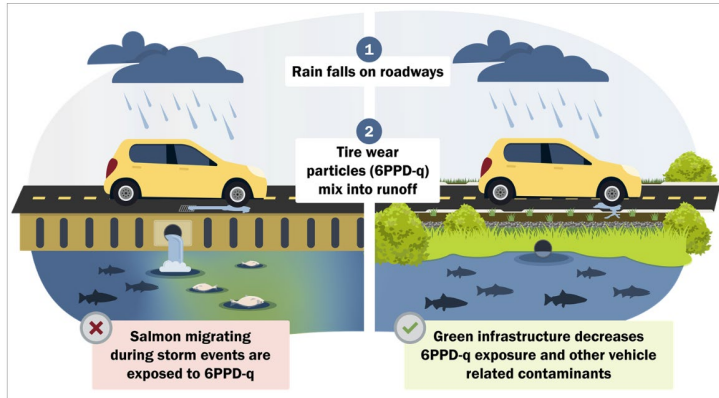 1
Rain falls on roadways
2
Tire wear
particles (6PPD-q)
mix into runoff
Salmon migrating
during storm events are
exposed to 6PPD-q
Green infrastructure decreases
6PPD-q exposure and other vehicle
related contaminants